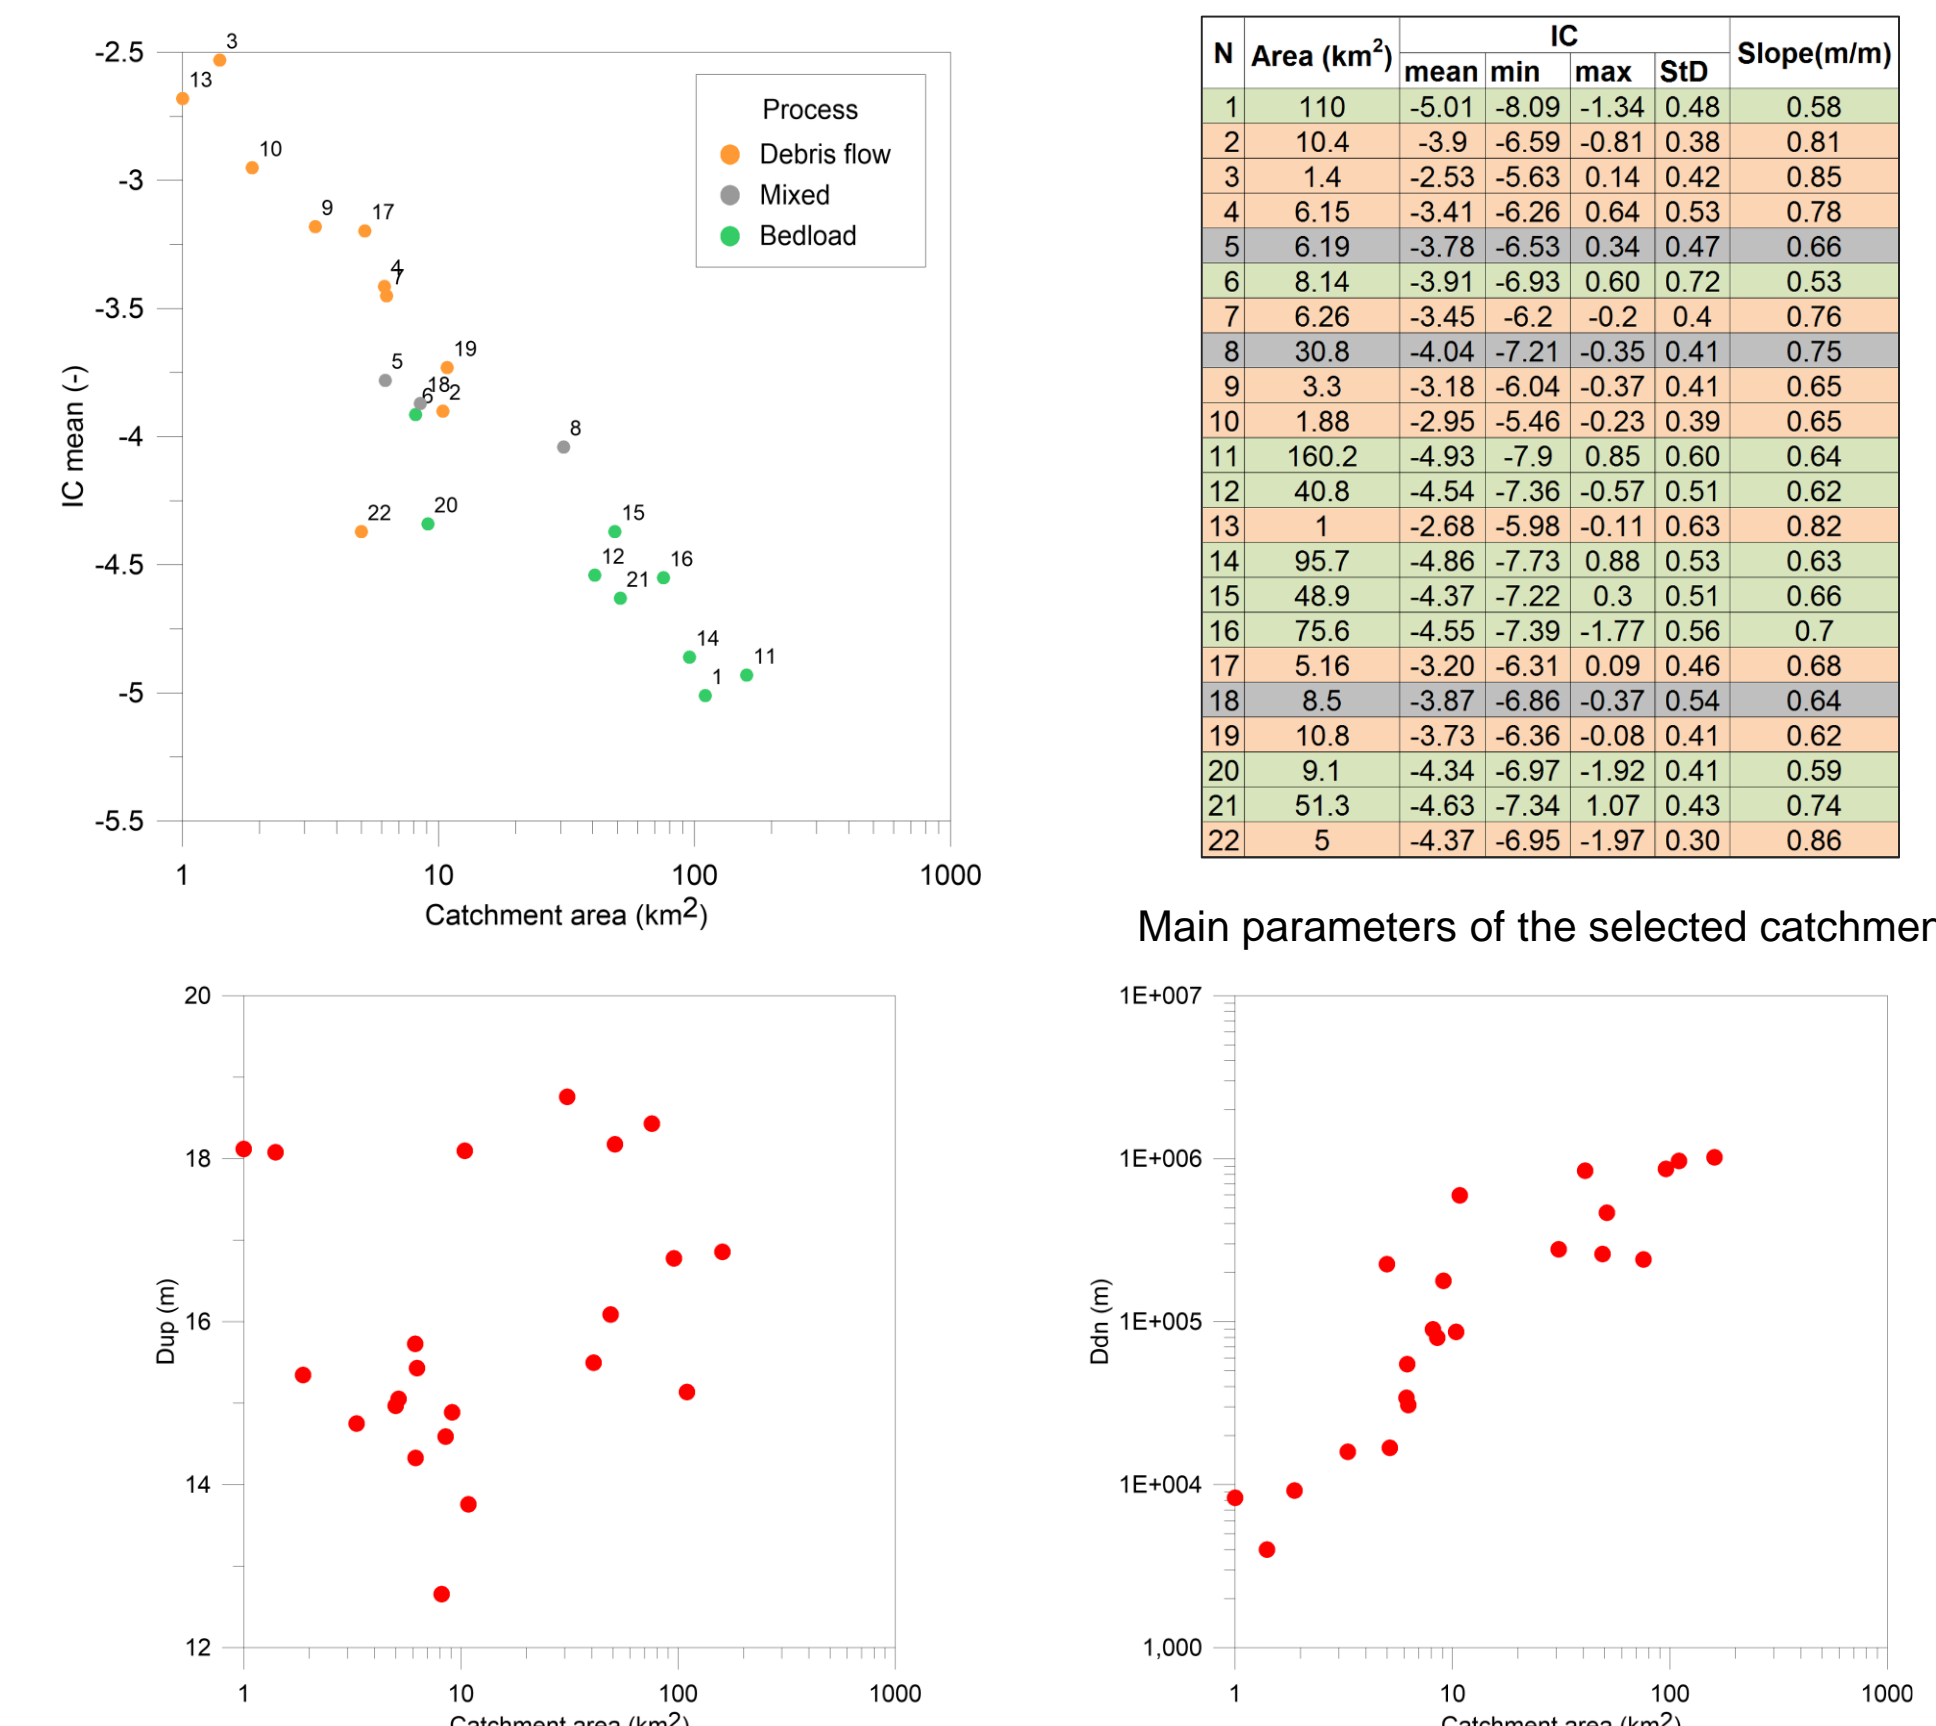 -2.5
-3
-3.5
-4
-4.5
-5
-5.5
IC mean (-)
1 10 100 1000
Catchment area (km2)
3
13
10
9
17
4
7
19
5
18
6
2
8
22
20
15
12
16
21
14
1
11
Process
Debris flow
Mixed
Bedload
N Area (km2) IC Slope(m/m)
mean min max StD
1 110 -5.01 -8.09 -1.34 0.48 0.58
2 10.4 -3.9 -6.59 -0.81 0.38 0.81
3 1.4 -2.53 -5.63 0.14 0.42 0.85
4 6.15 -3.41 -6.26 0.64 0.53 0.78
5 6.19 -3.78 -6.53 0.34 0.47 0.66
6 8.14 -3.91 -6.93 0.60 0.72 0.53
7 6.26 -3.45 -6.2 -0.2 0.4 0.76
8 30.8 -4.04 -7.21 -0.35 0.41 0.75
9 3.3 -3.18 -6.04 -0.37 0.41 0.65
10 1.88 -2.95 -5.46 -0.23 0.39 0.65
11 160.2 -4.93 -7.9 0.85 0.60 0.64
12 40.8 -4.54 -7.36 -0.57 0.51 0.62
13 1 -2.68 -5.98 -0.11 0.63 0.82
14 95.7 -4.86 -7.73 0.88 0.53 0.63
15 48.9 -4.37 -7.22 0.3 0.51 0.66
16 75.6 -4.55 -7.39 -1.77 0.56 0.7
17 5.16 -3.20 -6.31 0.09 0.46 0.68
18 8.5 -3.87 -6.86 -0.37 0.54 0.64
19 10.8 -3.73 -6.36 -0.08 0.41 0.62
20 9.1 -4.34 -6.97 -1.92 0.41 0.59
21 51.3 -4.63 -7.34 1.07 0.43 0.74
22 5 -4.37 -6.95 -1.97 0.30 0.86
Main parameters of the selected catchmen
20
18
16
14
12
Dup (m)
1 10 100 1000
Catchment area (km2)
1E+007
1E+006
1E+005
1E+004
1,000
Ddn (m)
1 10 100 1000
Catchment area (km2)